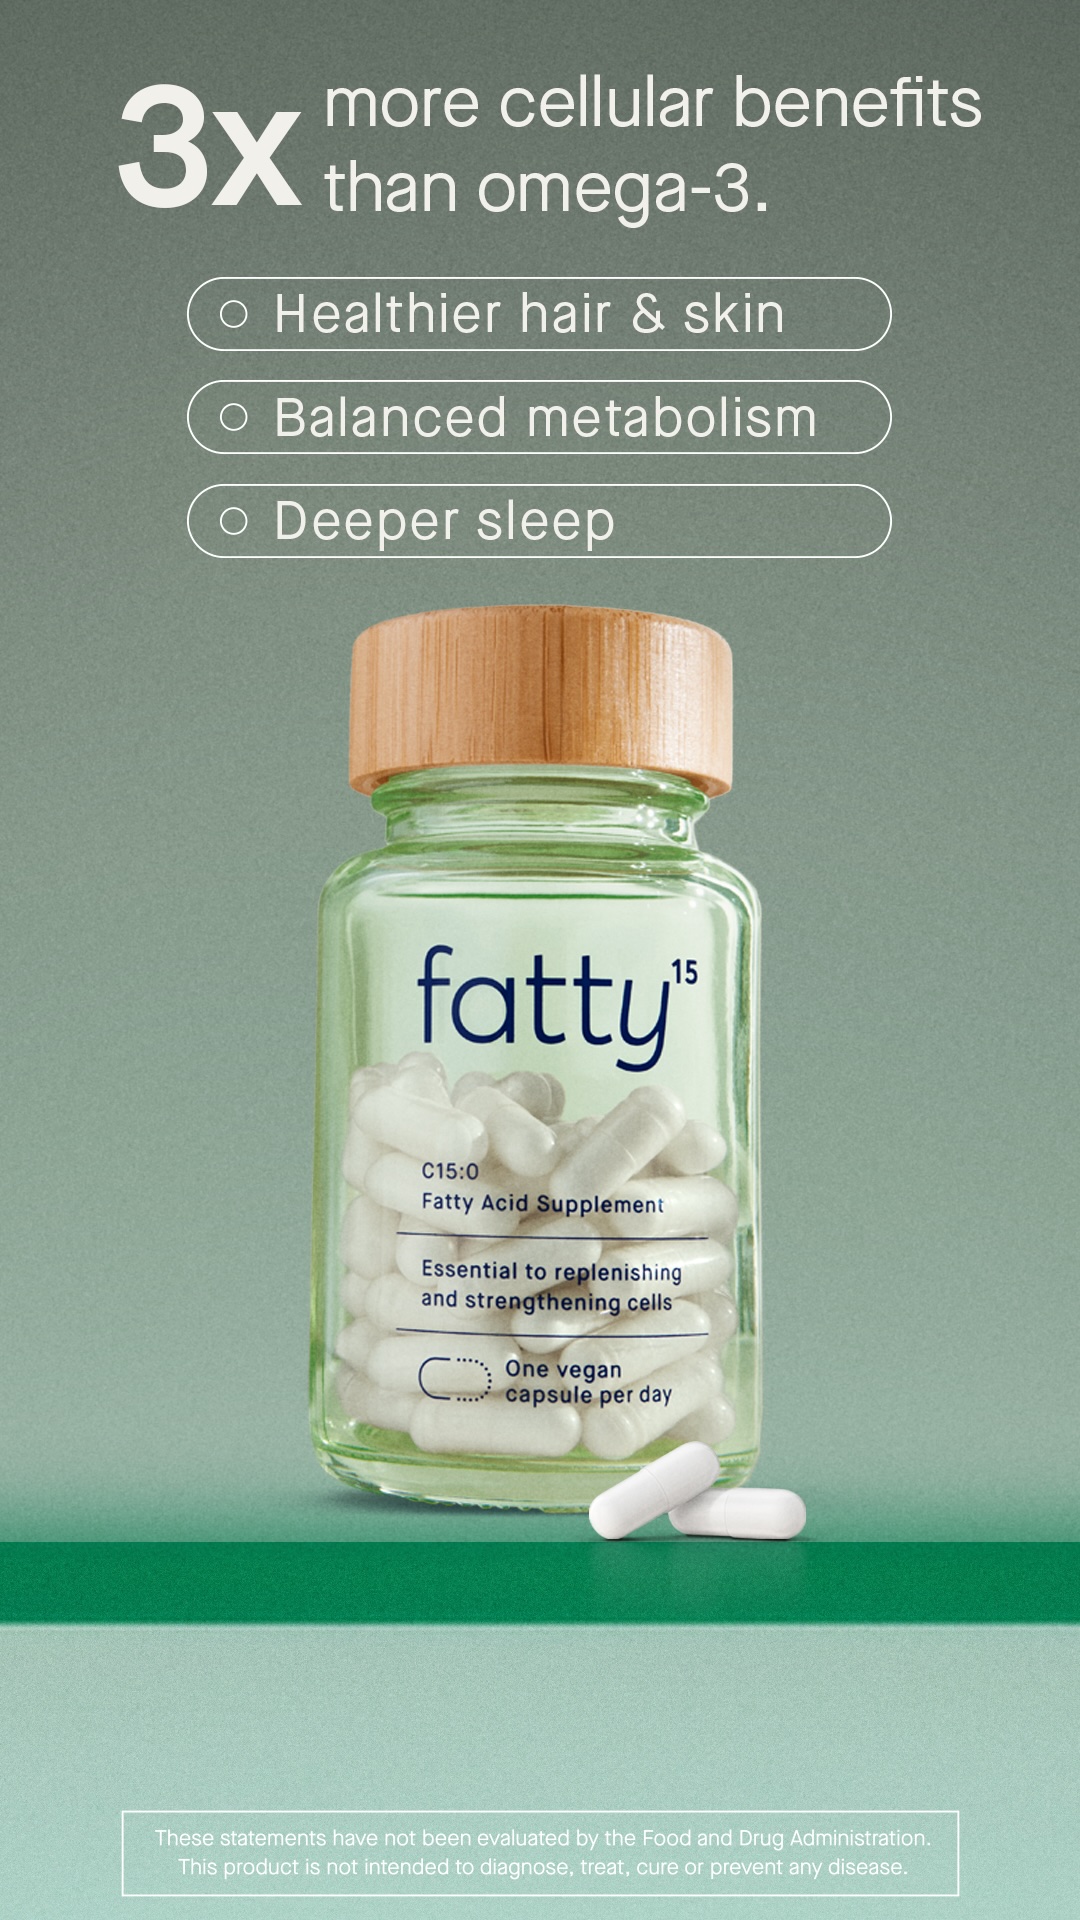 3x more cellular benefits
than omega-3.
Healthier hair & skin
Balanced metabolism
Deeper sleep
fatty15
C15:0
Fatty Acid Supplement
Essential to replenishing
and strengthening cells
One vegan
capsule per day
These statements have not been evaluated by the Food and Drug Administration.
This product is not intended to diagnose, treat, cure or prevent any disease.